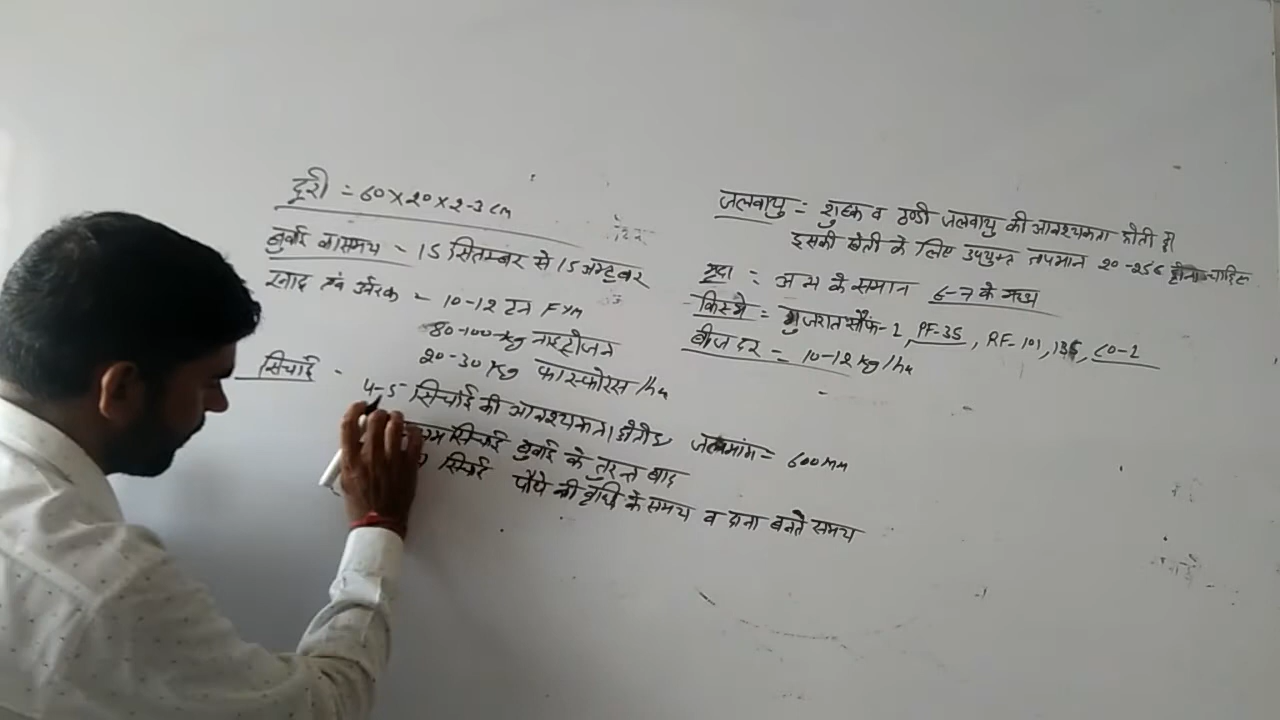 दूरी = 60 × 20 × 2-3 cm
बुवाई का समय - 15 सितम्बर से 15 अक्टूबर
खाद एवं उर्वरक - 10-12 टन FYM
80-100 kg नाइट्रोजन
20-30 kg फास्फोरस / ha
सिंचाई -
4-5 सिंचाई की आवश्यकता होती है जलमांग = 600 mm
सिंचाई बुवाई के तुरन्त बाद
सिंचाई पौधे की वृद्धि के समय व दाना बनते समय
जलवायु = शुष्क व ठण्डी जलवायु की आवश्यकता होती है
इसकी खेती के लिए उपयुक्त तापमान 20-25°C होना चाहिए
मृदा = अन्य के समान 6-7 के मध्य
किस्मे = गुजरात सौंफ-1, PF-35, RF-101, CO-1
बीज दर = 10-12 kg/ha